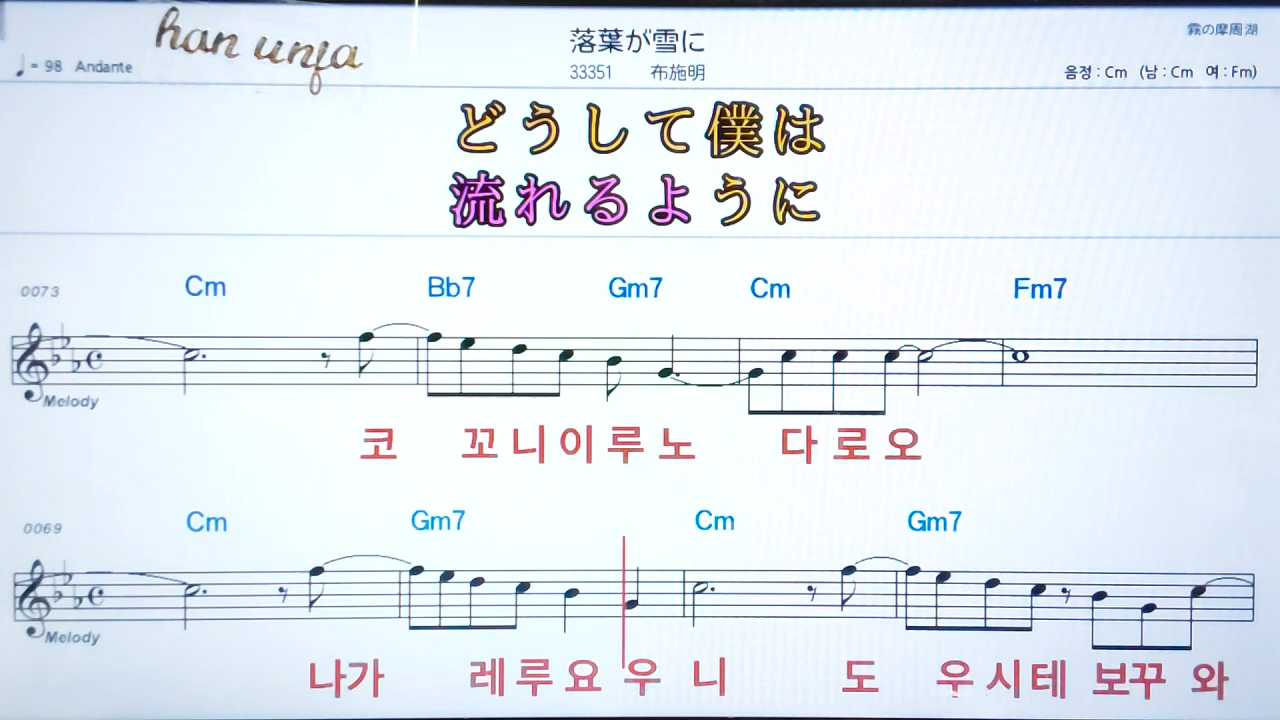 han unja
落葉が雪に
霧の摩周湖
♩= 98 Andante
33351 布施明
음정 : Cm (남 : Cm 여 : Fm)
どうして僕は
流れるように
0073 Cm Bb7 Gm7 Cm Fm7
Melody
코 꼬니이루노 다로오
0069 Cm Gm7 Cm Gm7
Melody
나가 레루요우니 도 우시테 보꾸 와